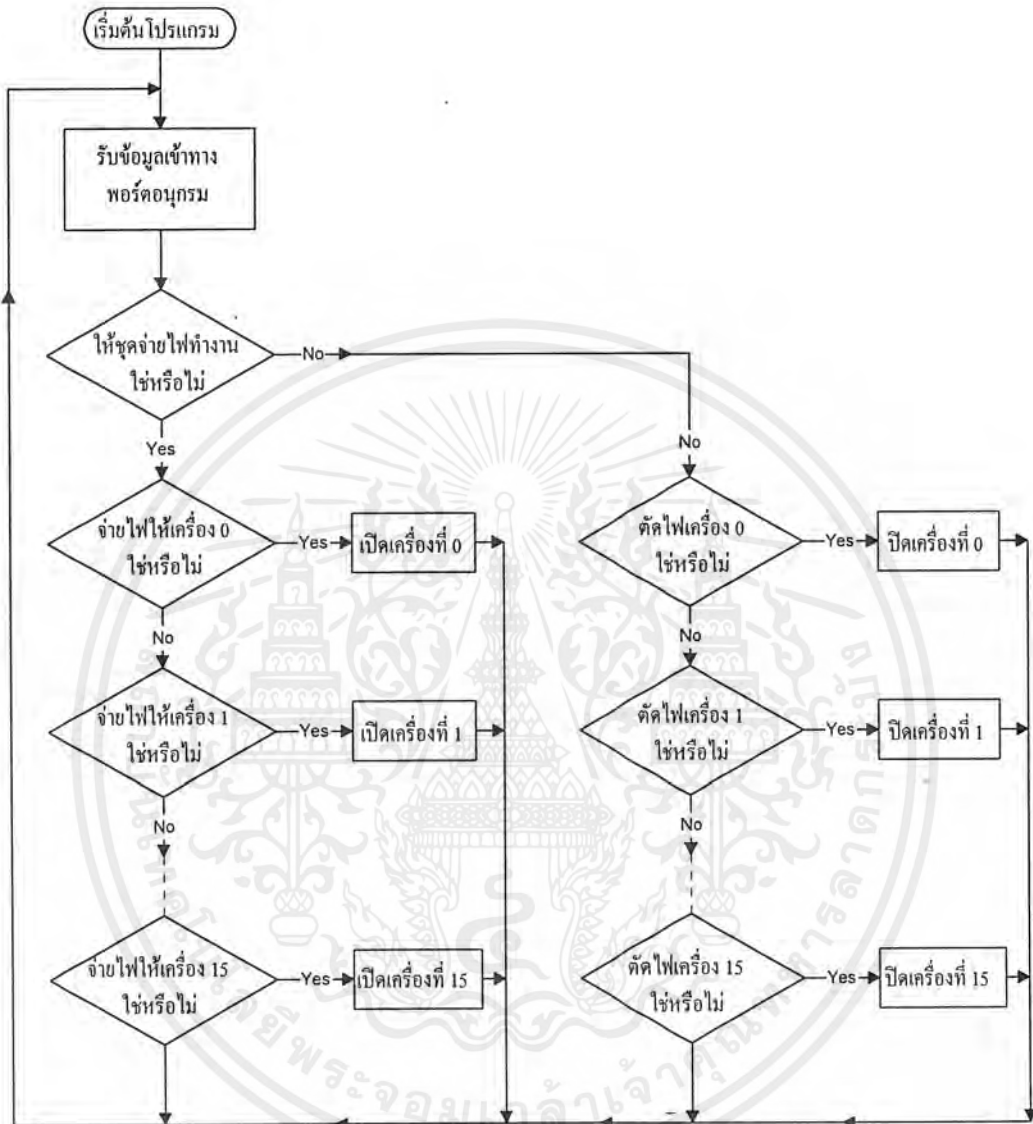 เริ่มต้นโปรแกรม
รับข้อมูลเข้าทาง
พอร์ตอนุกรม
ให้ชุดจ่ายไฟทำงาน
ใช่หรือไม่
No
Yes
No
จ่ายไฟให้เครื่อง 0
ใช่หรือไม่
Yes
เปิดเครื่องที่ 0
ตัดไฟเครื่อง 0
ใช่หรือไม่
Yes
ปิดเครื่องที่ 0
No
No
จ่ายไฟให้เครื่อง 1
ใช่หรือไม่
Yes
เปิดเครื่องที่ 1
ตัดไฟเครื่อง 1
ใช่หรือไม่
Yes
ปิดเครื่องที่ 1
No
No
จ่ายไฟให้เครื่อง 15
ใช่หรือไม่
Yes
เปิดเครื่องที่ 15
ตัดไฟเครื่อง 15
ใช่หรือไม่
Yes
ปิดเครื่องที่ 15